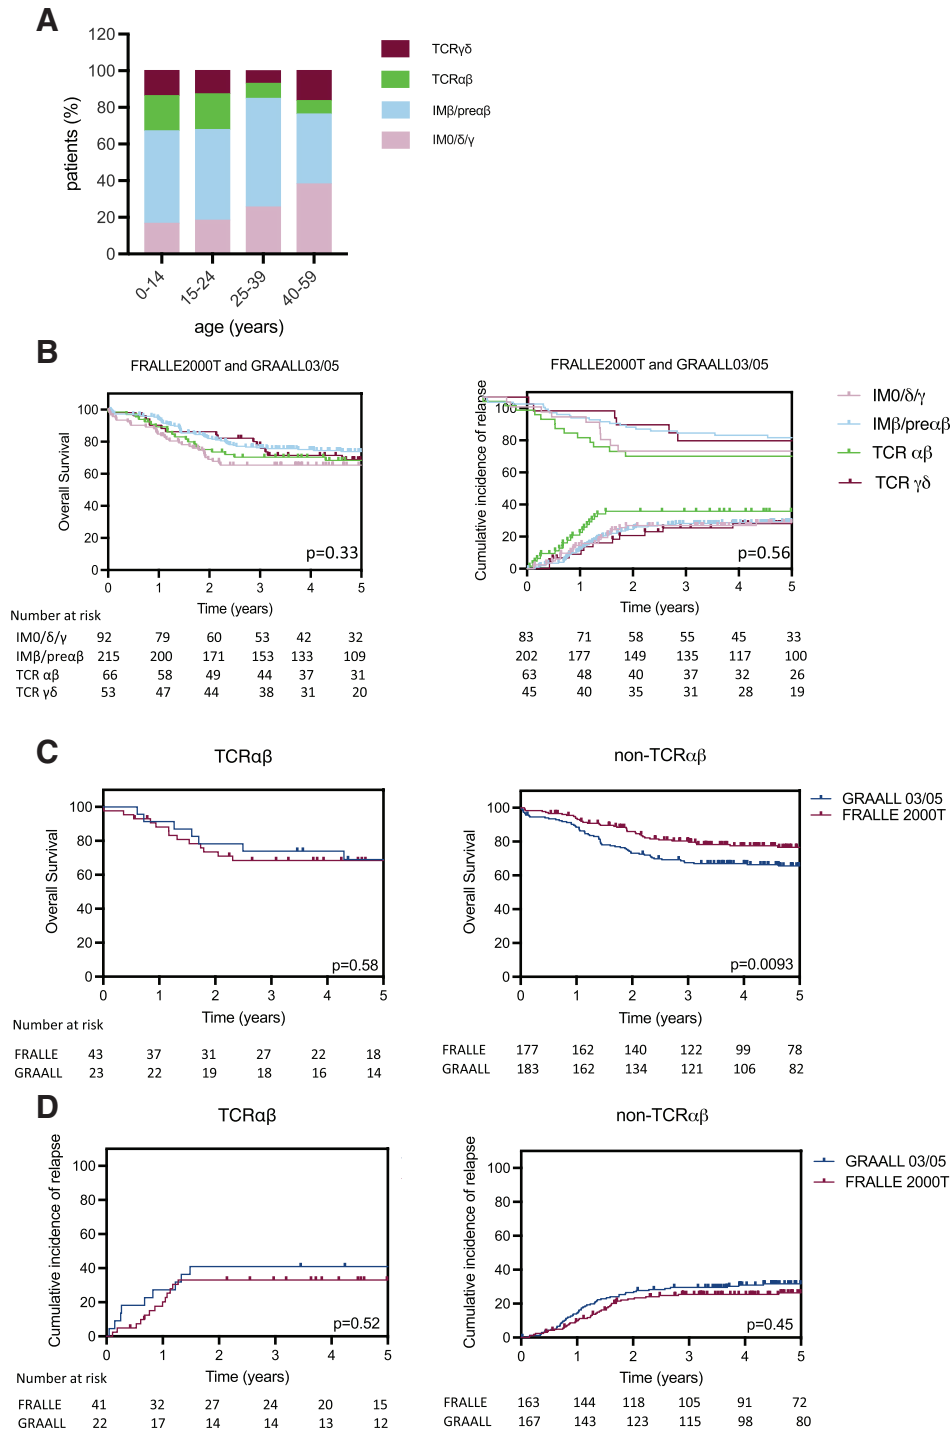 A
120
100
80
60
40
20
0
patients (%)
0-14
15-24
25-39
40-59
age (years)
TCRγδ
TCRαβ
IMβ/preαβ
IM0/δ/γ
B
FRALLE2000T and GRAALL03/05
Overall Survival
100
80
60
40
20
0
p=0.33
0 1 2 3 4 5
Time (years)
Number at risk
IM0/δ/γ 92 79 60 53 42 32
IMβ/preαβ 215 200 171 153 133 109
TCR αβ 66 58 49 44 37 31
TCR γδ 53 47 44 38 31 20
FRALLE2000T and GRAALL03/05
Cumulative incidence of relapse
100
80
60
40
20
0
p=0.56
0 1 2 3 4 5
Time (years)
83 71 58 55 45 33
202 177 149 135 117 100
63 48 40 37 32 26
45 40 35 31 28 19
IM0/δ/γ
IMβ/preαβ
TCR αβ
TCR γδ
C
TCRαβ
Overall Survival
100
80
60
40
20
0
p=0.58
0 1 2 3 4 5
Time (years)
Number at risk
FRALLE 43 37 31 27 22 18
GRAALL 23 22 19 18 16 14
non-TCRαβ
Overall Survival
100
80
60
40
20
0
p=0.0093
0 1 2 3 4 5
Time (years)
FRALLE 177 162 140 122 99 78
GRAALL 183 162 134 121 106 82
GRAALL 03/05
FRALLE 2000T
D
TCRαβ
Cumulative incidence of relapse
100
80
60
40
20
0
p=0.52
0 1 2 3 4 5
Time (years)
Number at risk
FRALLE 41 32 27 24 20 15
GRAALL 22 17 14 14 13 12
non-TCRαβ
Cumulative incidence of relapse
100
80
60
40
20
0
p=0.45
0 1 2 3 4 5
Time (years)
FRALLE 163 144 118 105 91 72
GRAALL 167 143 123 115 98 80
GRAALL 03/05
FRALLE 2000T